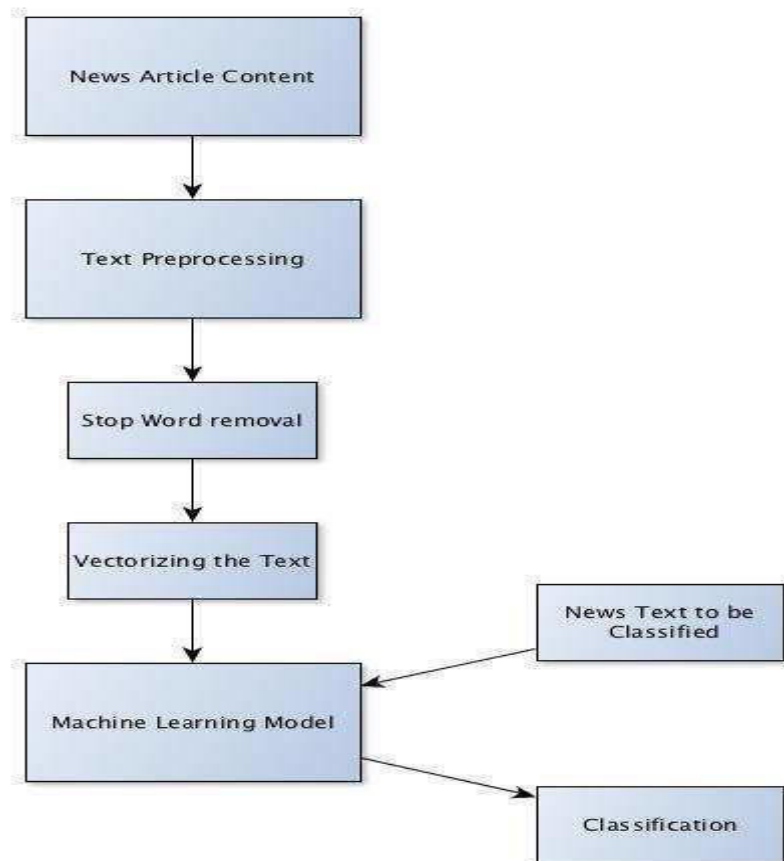 News Article Content
Text Preprocessing
Stop Word removal
Vectorizing the Text
News Text to be
Classified
Machine Learning Model
Classification